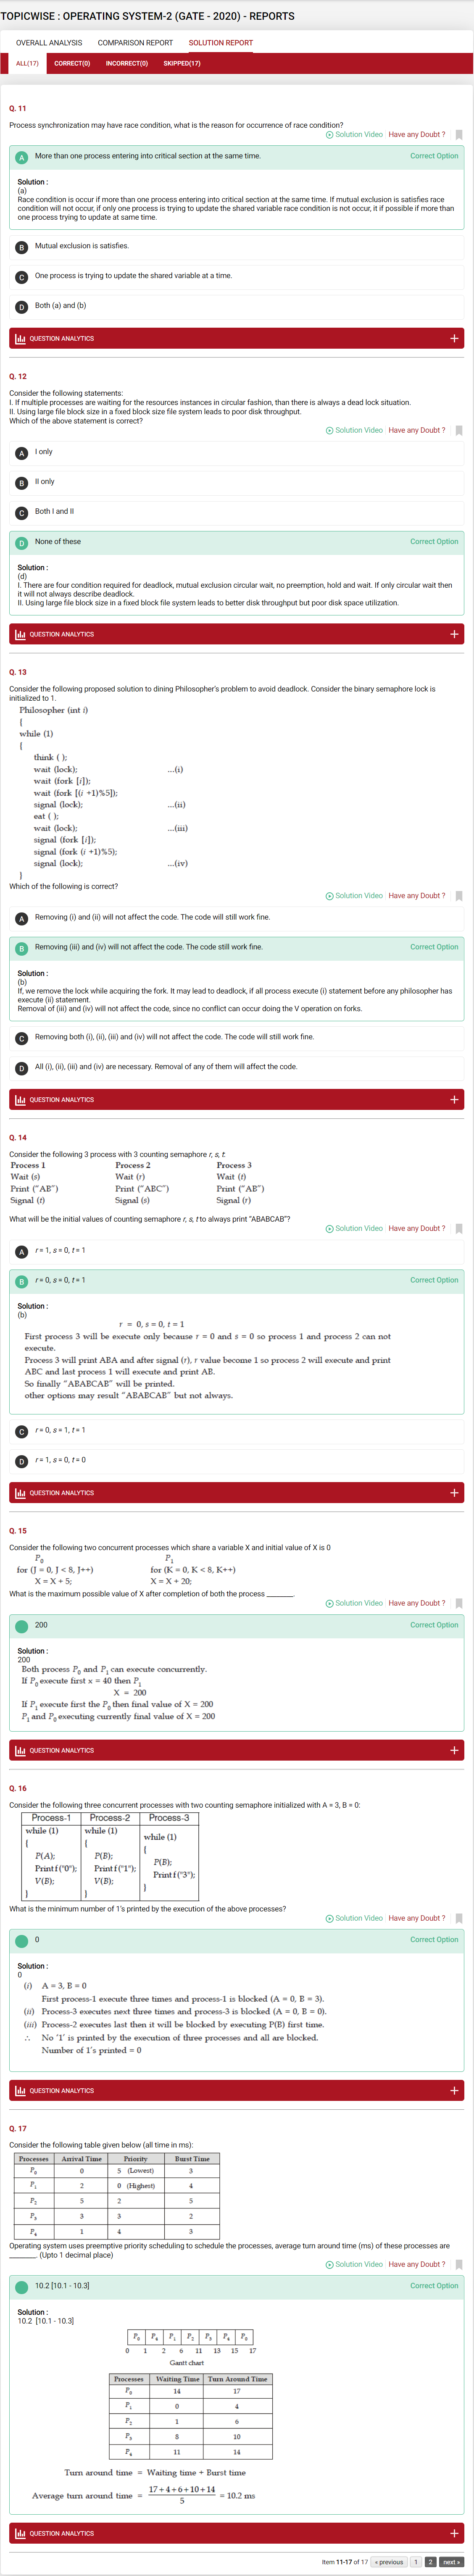 TOPICWISE : OPERATING SYSTEM-2 (GATE - 2020) - REPORTS
OVERALL ANALYSIS COMPARISON REPORT SOLUTION REPORT
ALL(17) CORRECT(0) INCORRECT(0) SKIPPED(17)
Q. 11
Process synchronization may have race condition, what is the reason for occurrence of race condition?
Solution Video Have any Doubt ?
A More than one process entering into critical section at the same time. Correct Option
Solution :
(a)
Race condition is occur if more than one process entering into critical section at the same time. If mutual exclusion is satisfies race
condition will not occur, if only one process is trying to update the shared variable race condition is not occur, it if possible if more than
one process trying to update at same time.
B Mutual exclusion is satisfies.
C One process is trying to update the shared variable at a time.
D Both (a) and (b)
QUESTION ANALYTICS +
Q. 12
Consider the following statements:
I. If multiple processes are waiting for the resources instances in circular fashion, than there is always a dead lock situation.
II. Using large file block size in a fixed block size file system leads to poor disk throughput.
Which of the above statement is correct?
Solution Video Have any Doubt ?
A I only
B II only
C Both I and II
D None of these Correct Option
Solution :
(d)
I. There are four condition required for deadlock, mutual exclusion circular wait, no preemption, hold and wait. If only circular wait then
it will not always describe deadlock.
II. Using large file block size in a fixed block file system leads to better disk throughput but poor disk space utilization.
QUESTION ANALYTICS +
Q. 13
Consider the following proposed solution to dining Philosopher's problem to avoid deadlock. Consider the binary semaphore lock is
initialized to 1.
Philosopher (int i)
{
while (1)
{
think ( );
wait (lock); ...(i)
wait (fork [i]);
wait (fork [(i +1)%5]);
signal (lock); ...(ii)
eat ( );
wait (lock); ...(iii)
signal (fork [i]);
signal (fork (i +1)%5);
signal (lock); ...(iv)
}
Which of the following is correct?
Solution Video Have any Doubt ?
A Removing (i) and (ii) will not affect the code. The code will still work fine.
B Removing (iii) and (iv) will not affect the code. The code still work fine. Correct Option
Solution :
(b)
If, we remove the lock while acquiring the fork. It may lead to deadlock, if all process execute (i) statement before any philosopher has
execute (ii) statement.
Removal of (iii) and (iv) will not affect the code, since no conflict can occur doing the V operation on forks.
C Removing both (i), (ii), (iii) and (iv) will not affect the code. The code will still work fine.
D All (i), (ii), (iii) and (iv) are necessary. Removal of any of them will affect the code.
QUESTION ANALYTICS +
Q. 14
Consider the following 3 process with 3 counting semaphore r, s, t:
Process 1 Process 2 Process 3
Wait (s) Wait (r) Wait (t)
Print ("AB") Print ("ABC") Print ("AB")
Signal (t) Signal (s) Signal (r)
What will be the initial values of counting semaphore r, s, t to always print "ABABCAB"?
Solution Video Have any Doubt ?
A r = 1, s = 0, t = 1
B r = 0, s = 0, t = 1 Correct Option
Solution :
(b)
r = 0, s = 0, t = 1
First process 3 will be execute only because r = 0 and s = 0 so process 1 and process 2 can not
execute.
Process 3 will print ABA and after signal (r), r value become 1 so process 2 will execute and print
ABC and last process 1 will execute and print AB.
So finally "ABABCAB" will be printed.
other options may result "ABABCAB" but not always.
C r = 0, s = 1, t = 1
D r = 1, s = 0, t = 0
QUESTION ANALYTICS +
Q. 15
Consider the following two concurrent processes which share a variable X and initial value of X is 0
P0 P1
for (J = 0, J < 8, J++) for (K = 0, K < 8, K++)
X = X + 5; X = X + 20;
What is the maximum possible value of X after completion of both the process ______.
Solution Video Have any Doubt ?
200 Correct Option
Solution :
200
Both process P0 and P1 can execute concurrently.
If P0 execute first x = 40 then P1
X = 200
If P1 execute first the P0 then final value of X = 200
P1 and P0 executing currently final value of X = 200
QUESTION ANALYTICS +
Q. 16
Consider the following three concurrent processes with two counting semaphore initialized with A = 3, B = 0:
Process-1 Process-2 Process-3
while (1) while (1) while (1)
{ { {
P(A); P(B); P(B);
Printf("0"); Printf("1"); Printf("3");
V(B); V(B);
} } }
What is the minimum number of 1's printed by the execution of the above processes?
Solution Video Have any Doubt ?
0 Correct Option
Solution :
0
(i) A = 3, B = 0
First process-1 execute three times and process-1 is blocked (A = 0, B = 3).
(ii) Process-3 executes next three times and process-3 is blocked (A = 0, B = 0).
(iii) Process-2 executes last then it will be blocked by executing P(B) first time.
∴ No '1' is printed by the execution of three processes and all are blocked.
Number of 1's printed = 0
QUESTION ANALYTICS +
Q. 17
Consider the following table given below (all time in ms):
Processes Arrival Time Priority Burst Time
P0 0 5 (Lowest) 3
P1 2 0 (Highest) 4
P2 5 2 5
P3 3 3 2
P4 1 4 3
Operating system uses preemptive priority scheduling to schedule the processes, average turn around time (ms) of these processes are
______. (Upto 1 decimal place)
Solution Video Have any Doubt ?
10.2 [10.1 - 10.3] Correct Option
Solution :
10.2 [10.1 - 10.3]
P0 P4 P1 P2 P3 P4 P0
0 1 2 6 11 13 15 17
Gantt chart
Processes Waiting Time Turn Around Time
P0 14 17
P1 0 4
P2 1 6
P3 8 10
P4 11 14
Turn around time = Waiting time + Burst time
Average turn around time = 17 + 4 + 6 + 10 + 14 / 5 = 10.2 ms
QUESTION ANALYTICS +
Item 11-17 of 17 « previous 1 2 next »